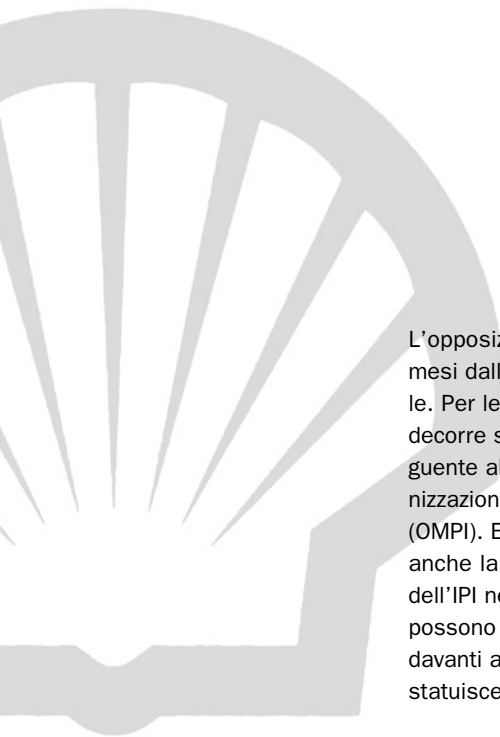 L’opposiz
mesi dall
le. Per le
decorre s
guente al
nizzazion
(OMPI). E
anche la
dell’IPI ne
possono
davanti a
statuisce